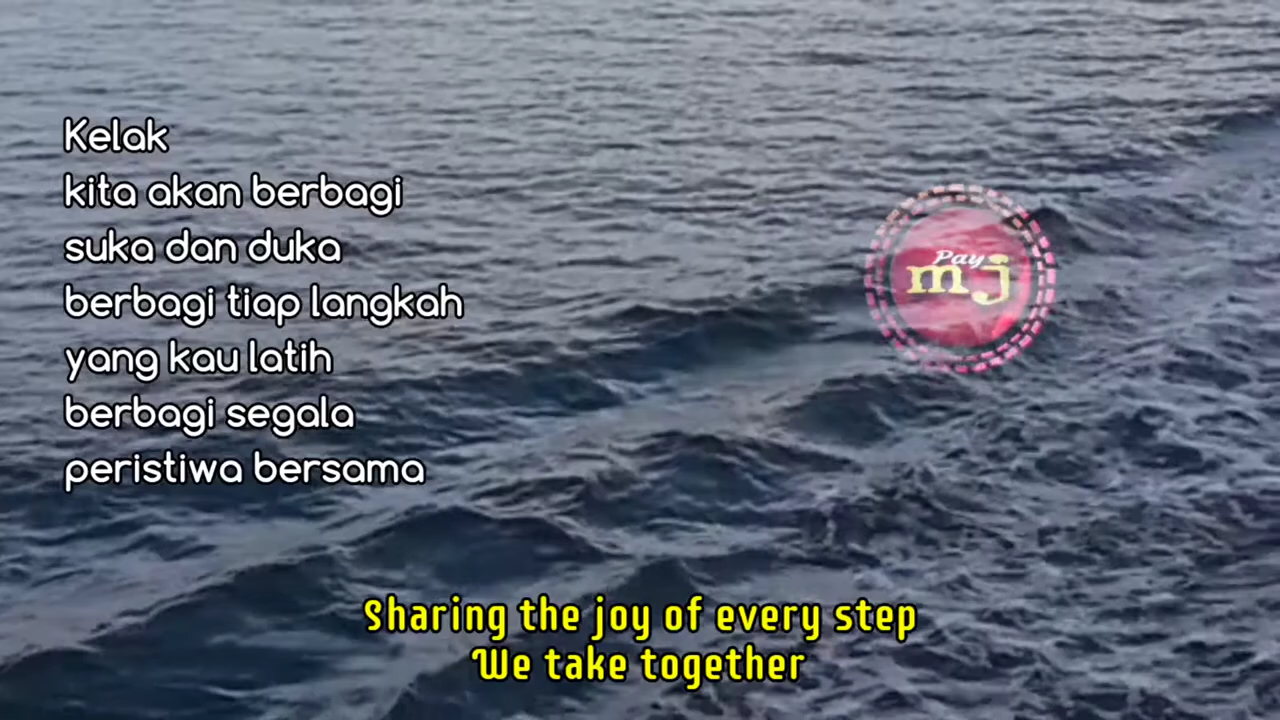 Kelak
kita akan berbagi
suka dan duka
berbagi tiap langkah
yang kau latih
berbagi segala
peristiwa bersama
Pay
mj
Sharing the joy of every step
We take together